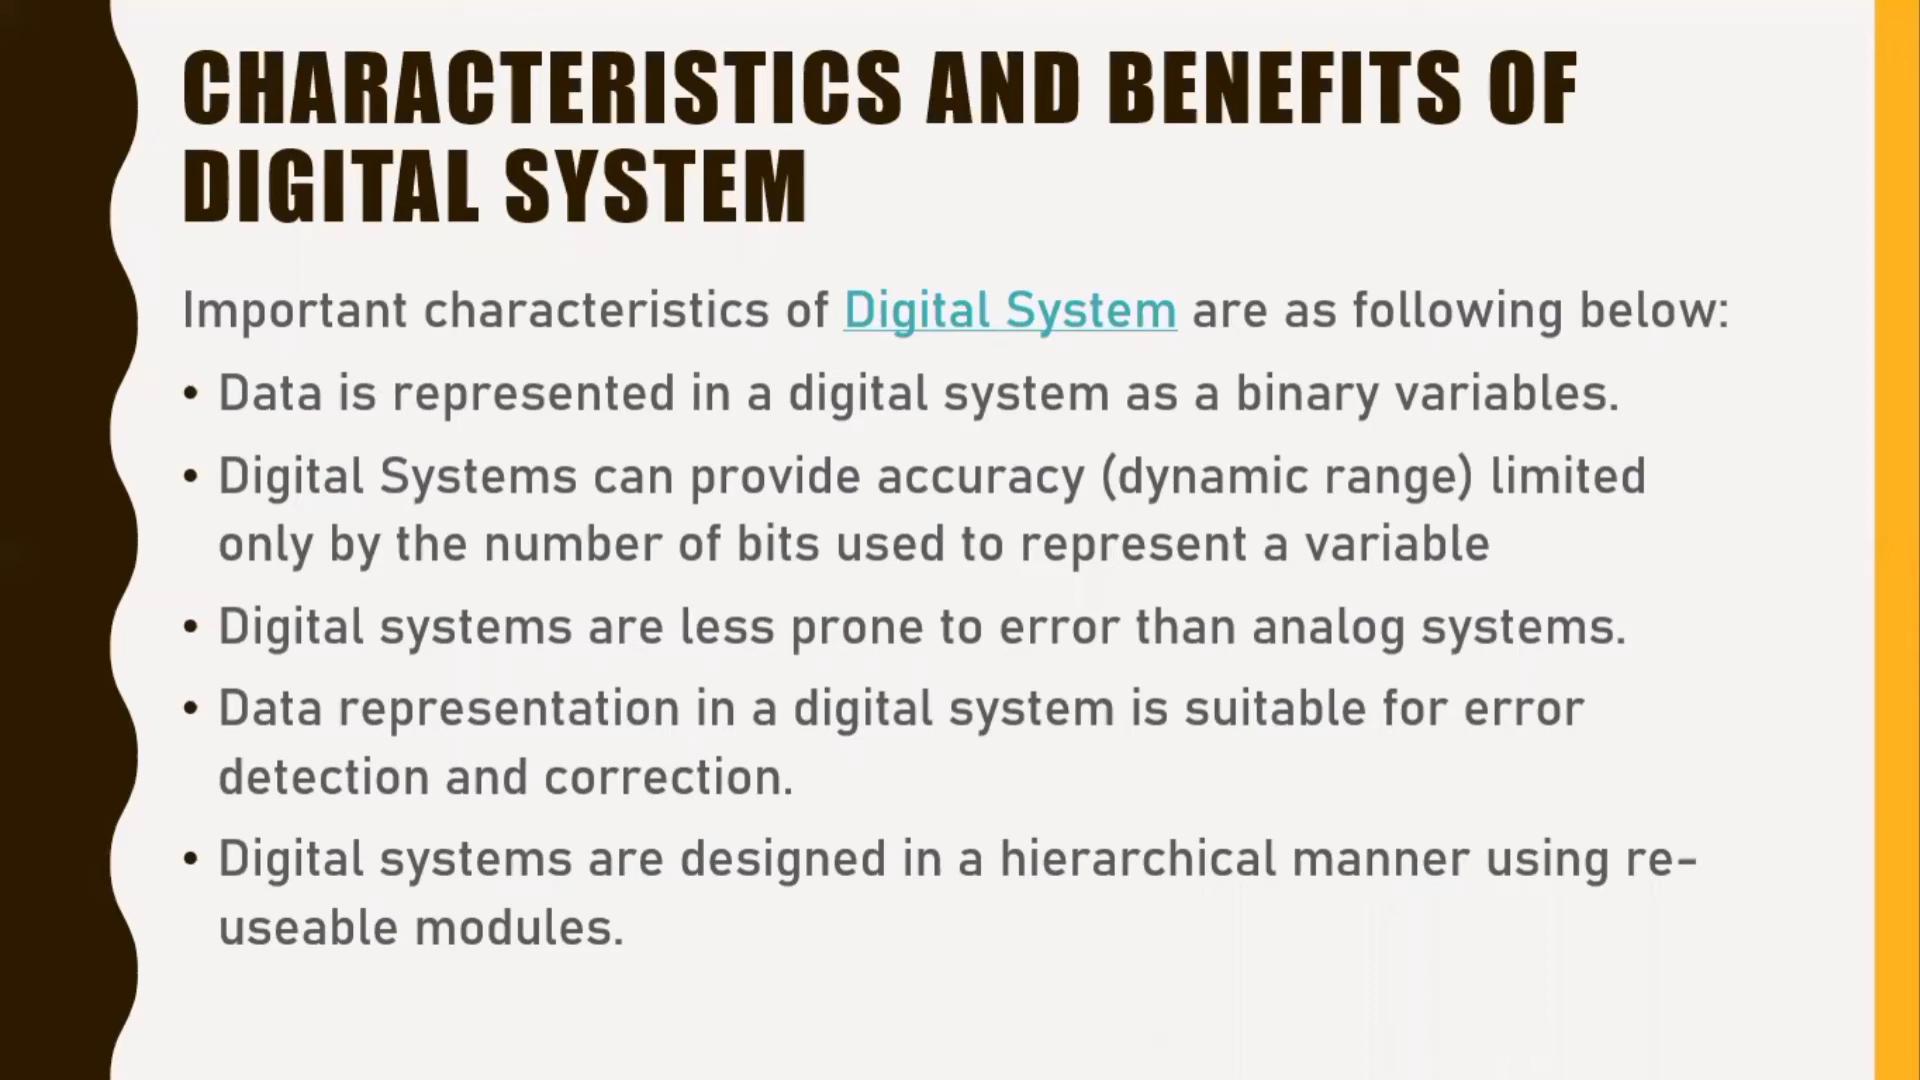 CHARACTERISTICS AND BENEFITS OF
DIGITAL SYSTEM
Important characteristics of Digital System are as following below:
• Data is represented in a digital system as a binary variables.
• Digital Systems can provide accuracy (dynamic range) limited
only by the number of bits used to represent a variable
• Digital systems are less prone to error than analog systems.
• Data representation in a digital system is suitable for error
detection and correction.
• Digital systems are designed in a hierarchical manner using re-
useable modules.